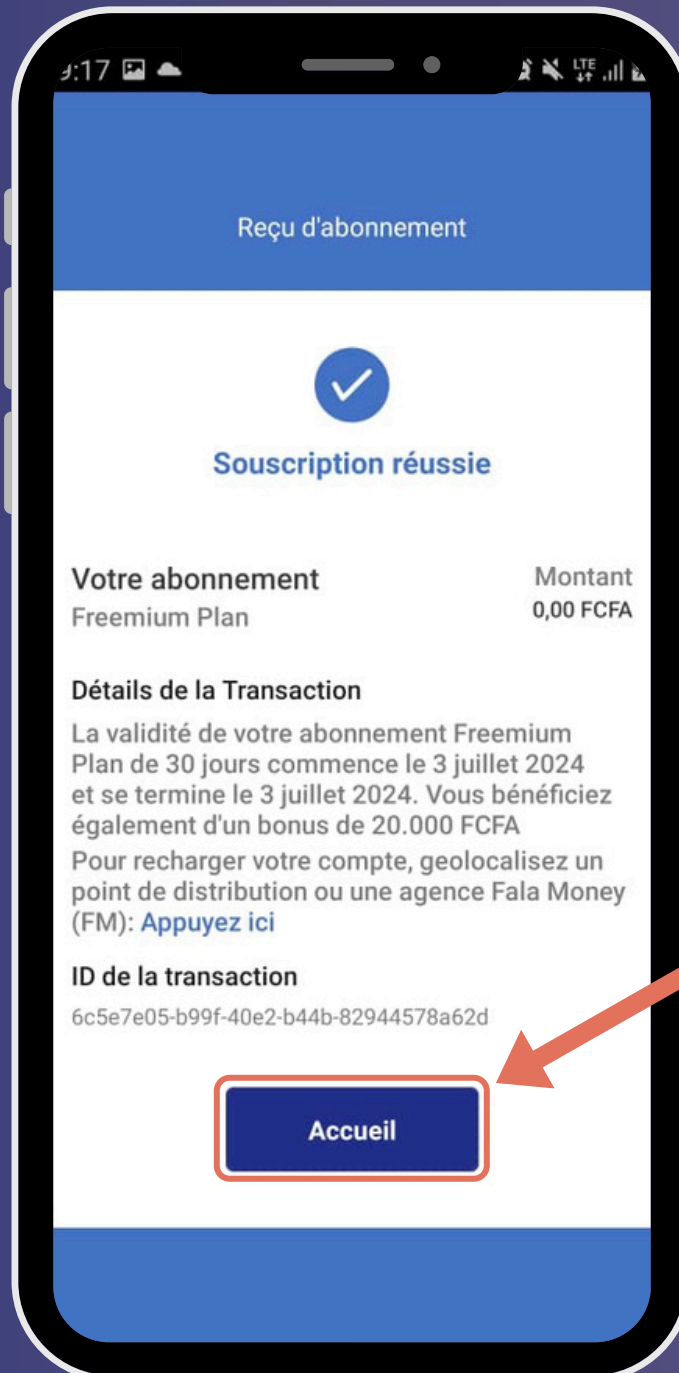 9:17
LTE
Reçu d'abonnement
Souscription réussie
Votre abonnement
Montant
Freemium Plan
0,00 FCFA
Détails de la Transaction
La validité de votre abonnement Freemium
Plan de 30 jours commence le 3 juillet 2024
et se termine le 3 juillet 2024. Vous bénéficiez
également d'un bonus de 20.000 FCFA
Pour recharger votre compte, geolocalisez un
point de distribution ou une agence Fala Money
(FM): Appuyez ici
ID de la transaction
6c5e7e05-b99f-40e2-b44b-82944578a62d
Accueil